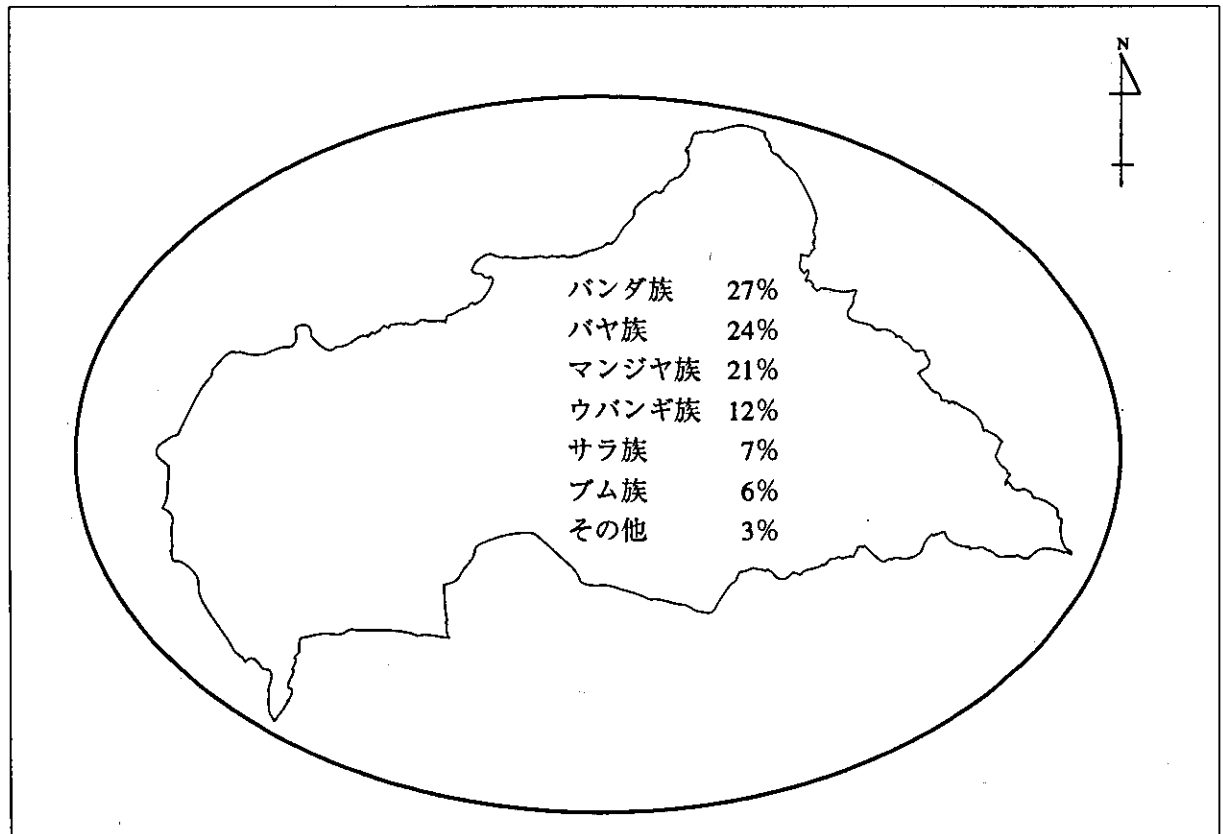 N
バンダ族 27%
バヤ族 24%
マンジヤ族 21%
ウバンギ族 12%
サラ族 7%
ブム族 6%
その他 3%